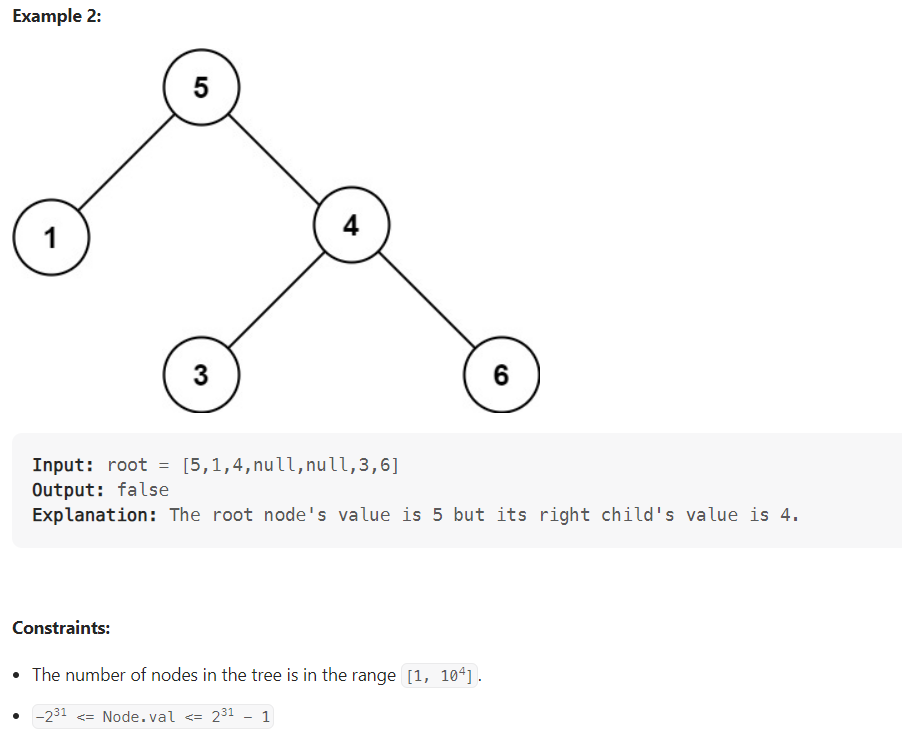 Example 2:
5
1
4
3
6
Input: root = [5,1,4,null,null,3,6]
Output: false
Explanation: The root node's value is 5 but its right child's value is 4.
Constraints:
• The number of nodes in the tree is in the range [1, 10⁴].
• -2³¹ <= Node.val <= 2³¹ - 1